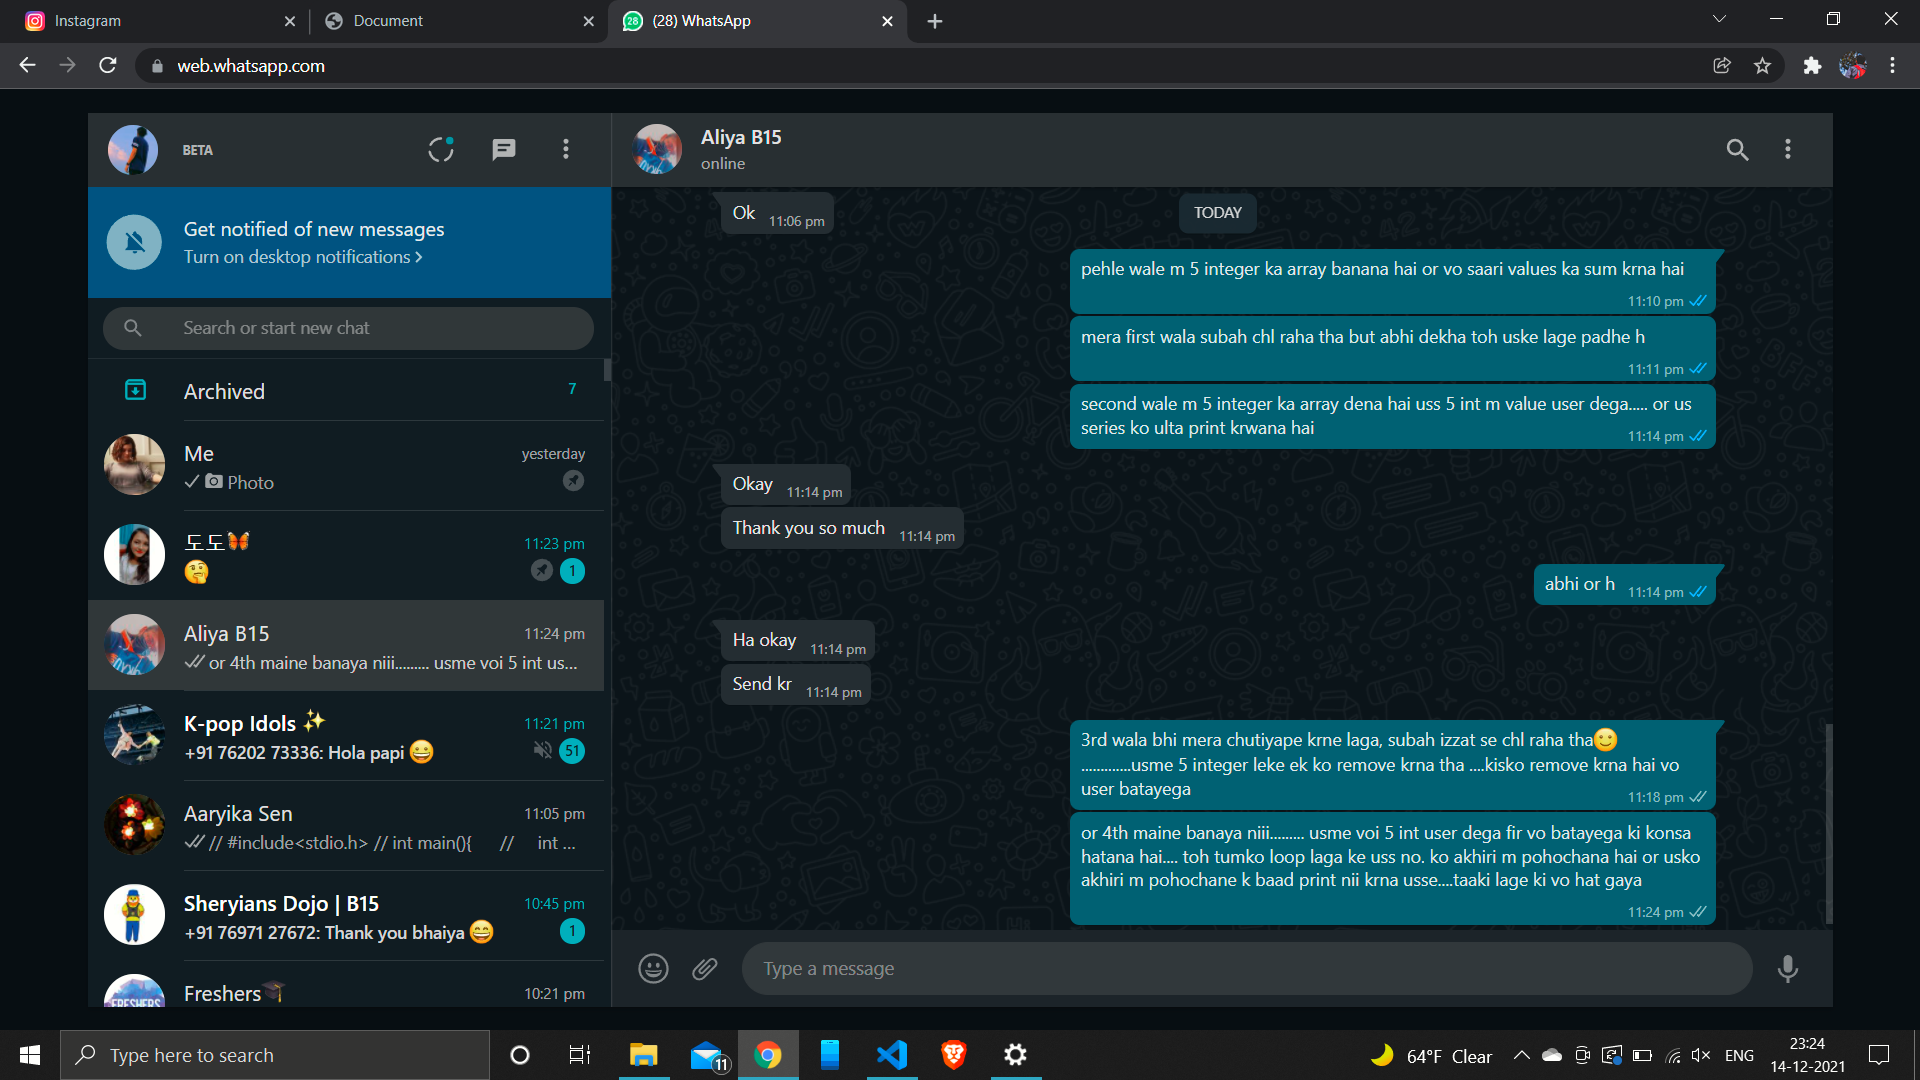 Instagram
Document
(28) WhatsApp
web.whatsapp.com
BETA
Get notified of new messages
Turn on desktop notifications >
Search or start new chat
Archived
7
Me
yesterday
Photo
도도🦋
11:23 pm
🤔
1
Aliya B15
11:24 pm
or 4th maine banaya niii......... usme voi 5 int us...
K-pop Idols ✨
11:21 pm
+91 76202 73336: Hola papi 😀
51
Aaryika Sen
11:05 pm
// #include<stdio.h> // int main(){ // int ...
Sheryians Dojo | B15
10:45 pm
+91 76971 27672: Thank you bhaiya 😄
1
FRESHERS
Freshers🎓
10:21 pm
Aliya B15
online
Ok 11:06 pm
TODAY
pehle wale m 5 integer ka array banana hai or vo saari values ka sum krna hai
11:10 pm
mera first wala subah chl raha tha but abhi dekha toh uske lage padhe h
11:11 pm
second wale m 5 integer ka array dena hai uss 5 int m value user dega..... or us
series ko ulta print krwana hai
11:14 pm
Okay 11:14 pm
Thank you so much 11:14 pm
abhi or h 11:14 pm
Ha okay 11:14 pm
Send kr 11:14 pm
3rd wala bhi mera chutiyape krne laga, subah izzat se chl raha tha🙂
.............usme 5 integer leke ek ko remove krna tha ....kisko remove krna hai vo
user batayega
11:18 pm
or 4th maine banaya niii......... usme voi 5 int user dega fir vo batayega ki konsa
hatana hai.... toh tumko loop laga ke uss no. ko akhiri m pohochana hai or usko
akhiri m pohochane k baad print nii krna usse....taaki lage ki vo hat gaya
11:24 pm
Type a message
Type here to search
11
64°F Clear
ENG
23:24
14-12-2021